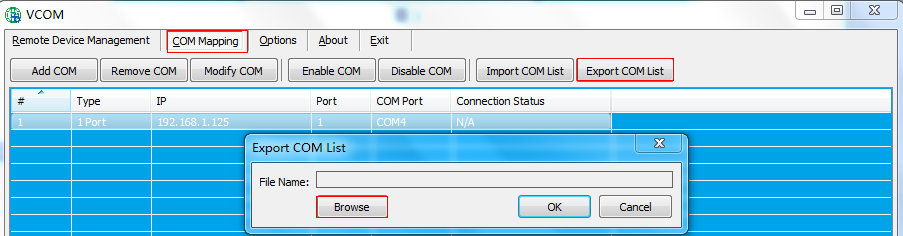 VCOM
Remote Device Management COM Mapping Options About Exit
Add COM Remove COM Modify COM Enable COM Disable COM Import COM List Export COM List
# Type IP Port COM Port Connection Status
1 1 Port 192.168.1.125 1 COM4 N/A
Export COM List
File Name:
Browse OK Cancel